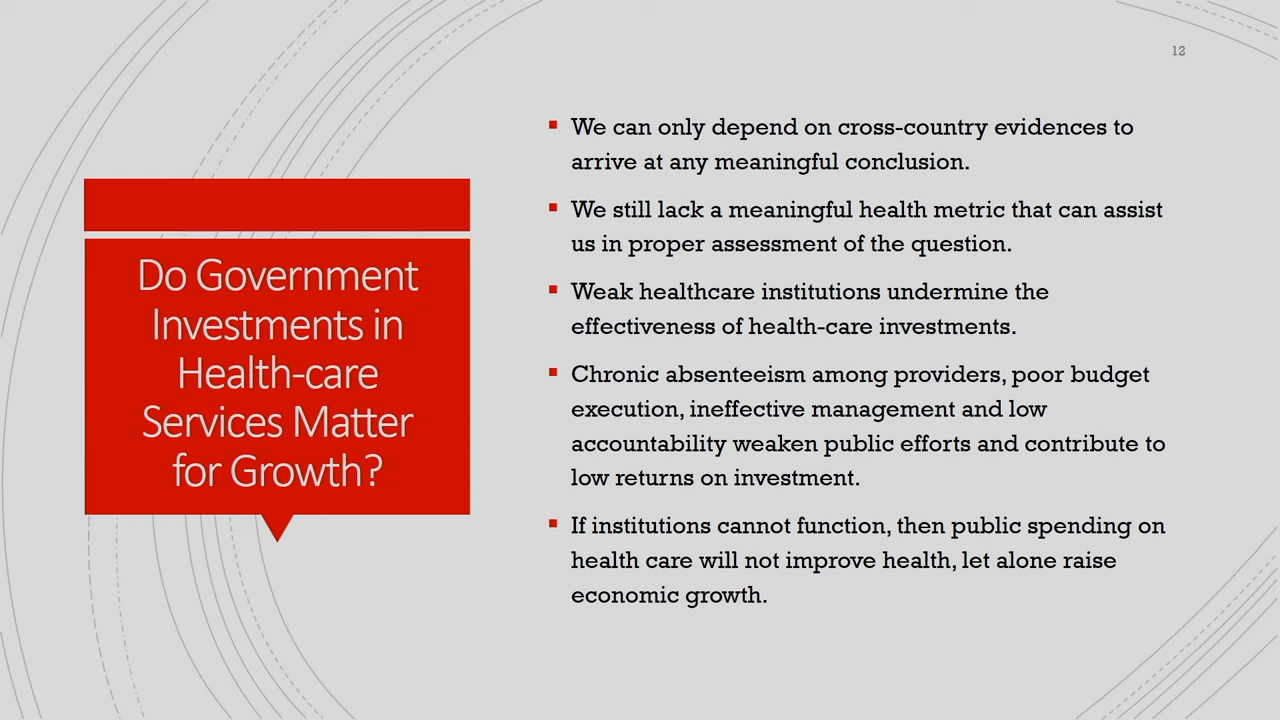 12
Do Government
Investments in
Health-care
Services Matter
for Growth?
▪ We can only depend on cross-country evidences to
arrive at any meaningful conclusion.
▪ We still lack a meaningful health metric that can assist
us in proper assessment of the question.
▪ Weak healthcare institutions undermine the
effectiveness of health-care investments.
▪ Chronic absenteeism among providers, poor budget
execution, ineffective management and low
accountability weaken public efforts and contribute to
low returns on investment.
▪ If institutions cannot function, then public spending on
health care will not improve health, let alone raise
economic growth.